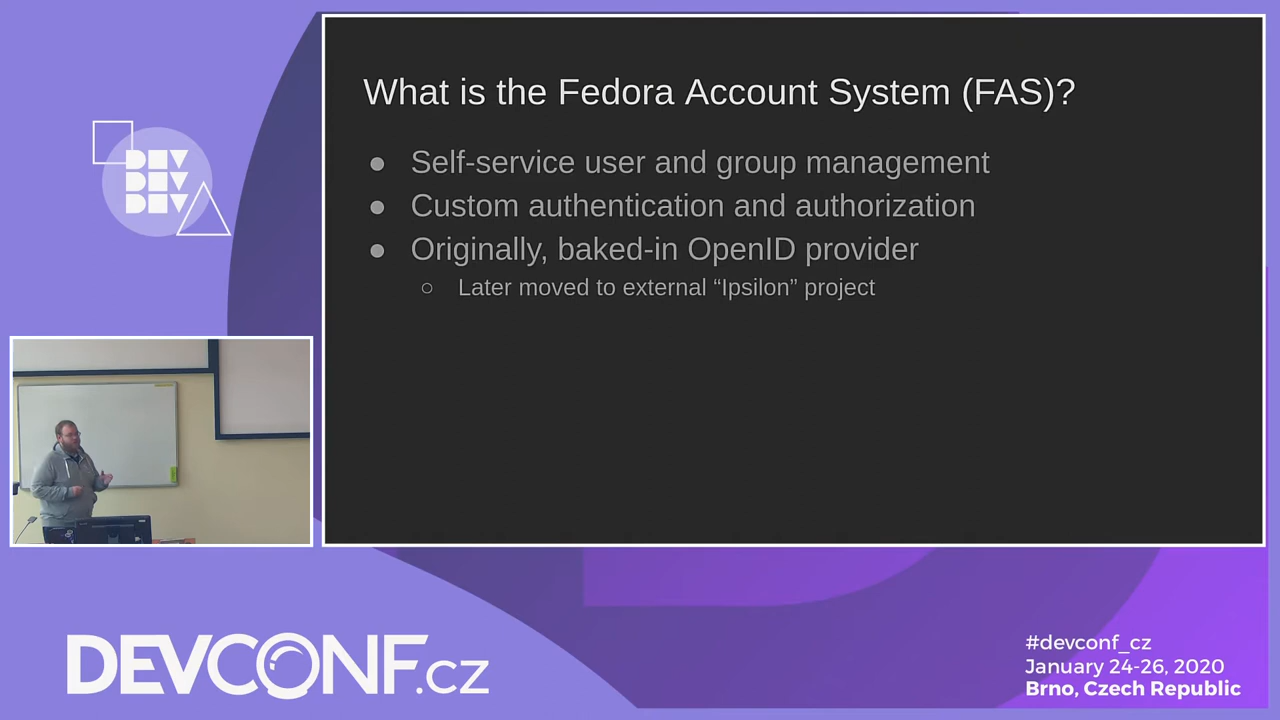 What is the Fedora Account System (FAS)?
● Self-service user and group management
● Custom authentication and authorization
● Originally, baked-in OpenID provider
○ Later moved to external “Ipsilon” project
DEV
DEV
DEV
DEVCONF.cz
#devconf_cz
January 24-26, 2020
Brno, Czech Republic